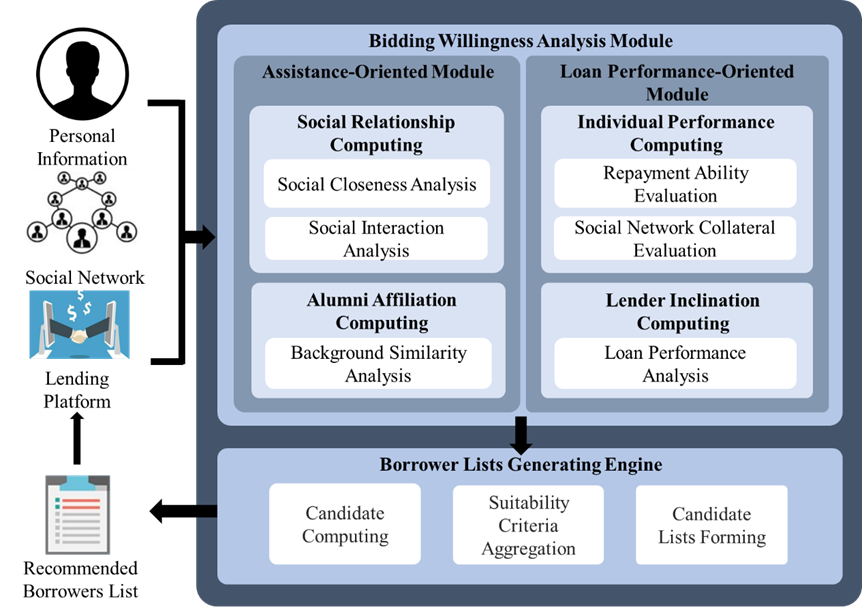 Personal
Information
Social Network
Lending
Platform
Recommended
Borrowers List
Bidding Willingness Analysis Module
Assistance-Oriented Module
Social Relationship
Computing
Social Closeness Analysis
Social Interaction
Analysis
Alumni Affiliation
Computing
Background Similarity
Analysis
Loan Performance-Oriented
Module
Individual Performance
Computing
Repayment Ability
Evaluation
Social Network Collateral
Evaluation
Lender Inclination
Computing
Loan Performance
Analysis
Borrower Lists Generating Engine
Candidate
Computing
Suitability
Criteria
Aggregation
Candidate
Lists Forming